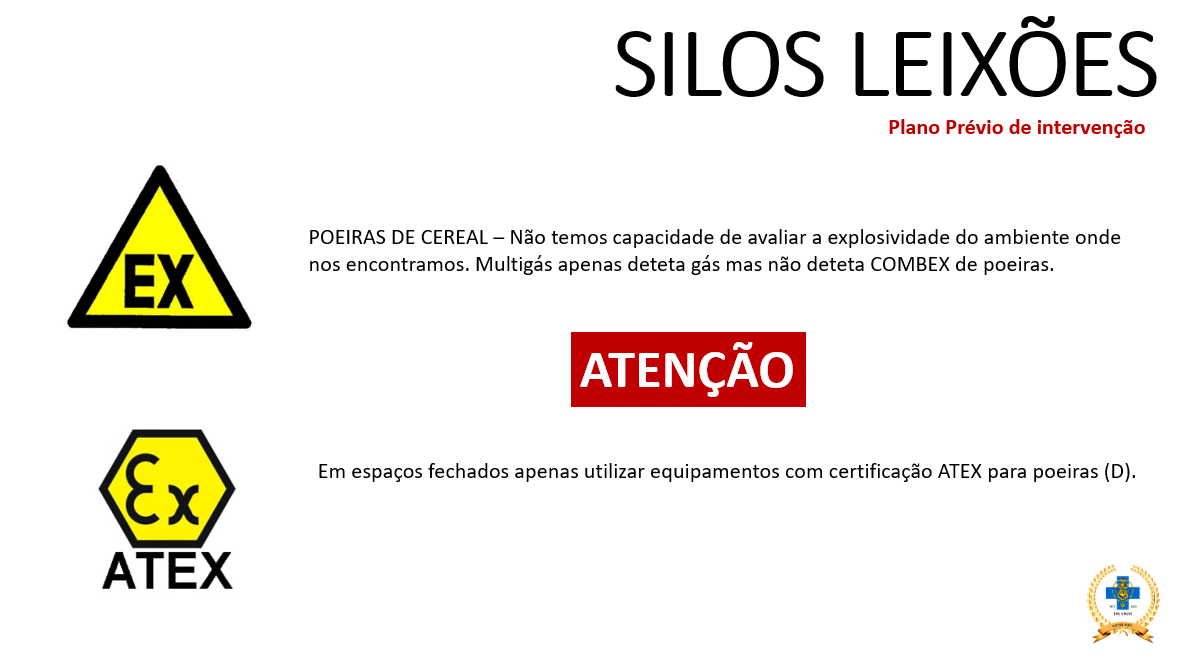 SILOS LEIXÕES
Plano Prévio de intervenção
EX
POEIRAS DE CEREAL – Não temos capacidade de avaliar a explosividade do ambiente onde
nos encontramos. Multigás apenas deteta gás mas não deteta COMBEX de poeiras.
ATENÇÃO
Ex
ATEX
Em espaços fechados apenas utilizar equipamentos com certificação ATEX para poeiras (D).